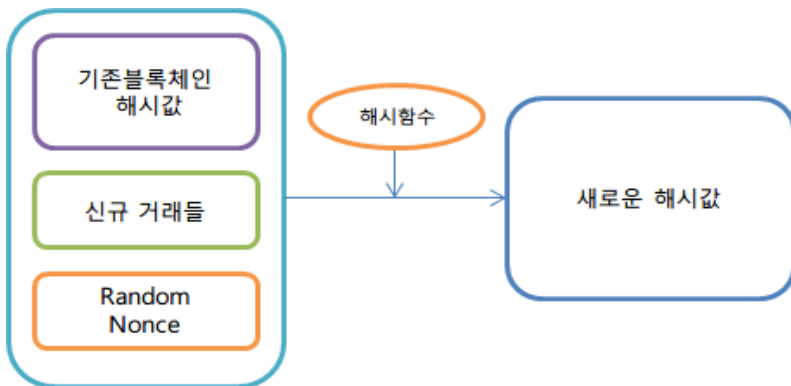 기존블록체인
해시값
해시함수
신규 거래들
새로운 해시값
Random
Nonce